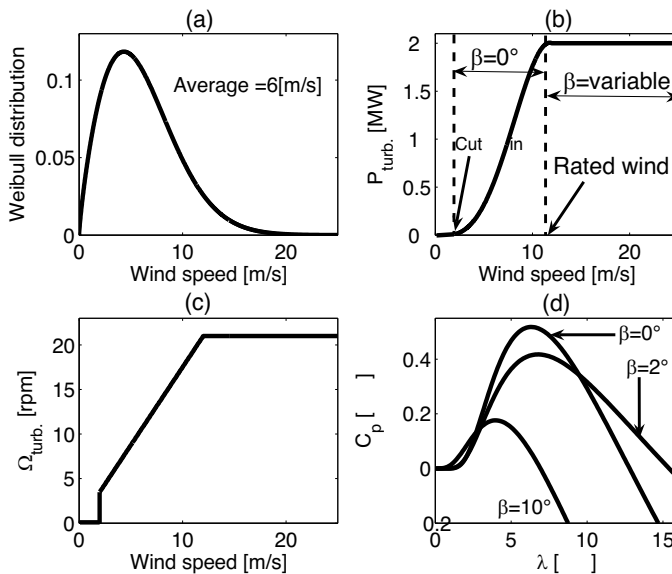 (a)
Weibull distribution
0.1
0.05
0
Average =6[m/s]
0 10 20
Wind speed [m/s]
(b)
P turb. [MW]
2
1.5
1
0.5
0
β=0°
β=variable
Cut in
Rated wind
0 10 20
Wind speed [m/s]
(c)
Ω turb. [rpm]
20
15
10
5
0
0 10 20
Wind speed [m/s]
(d)
C p [ ]
0.4
0.2
0
0.2
β=0°
β=2°
β=10°
0 5 10 15
λ [ ]